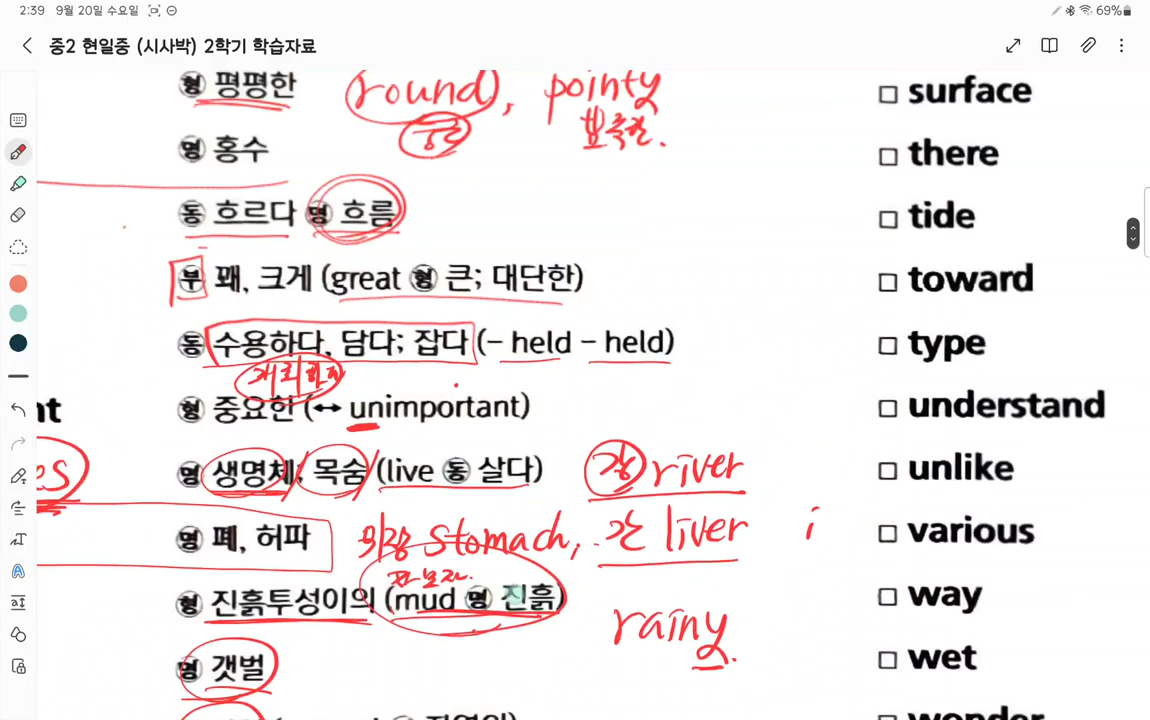 2:39 9월 20일 수요일 69%
중2 현일중 (시사박) 2학기 학습자료
형 평평한 round, pointy
surface
명 홍수
there
동 흐르다 명 흐름
tide
부 꽤, 크게 (great 형 큰; 대단한)
toward
동 수용하다, 담다; 잡다 (– held – held)
type
개최하다
nt 형 중요한 (↔ unimportant)
understand
es 명 생명체; 목숨 (live 동 살다) 강 river
unlike
명 폐, 허파 위장 stomach, 간 liver i
various
형 진흙투성이의 (mud 명 진흙) rainy
way
명 갯벌
wet
wonder